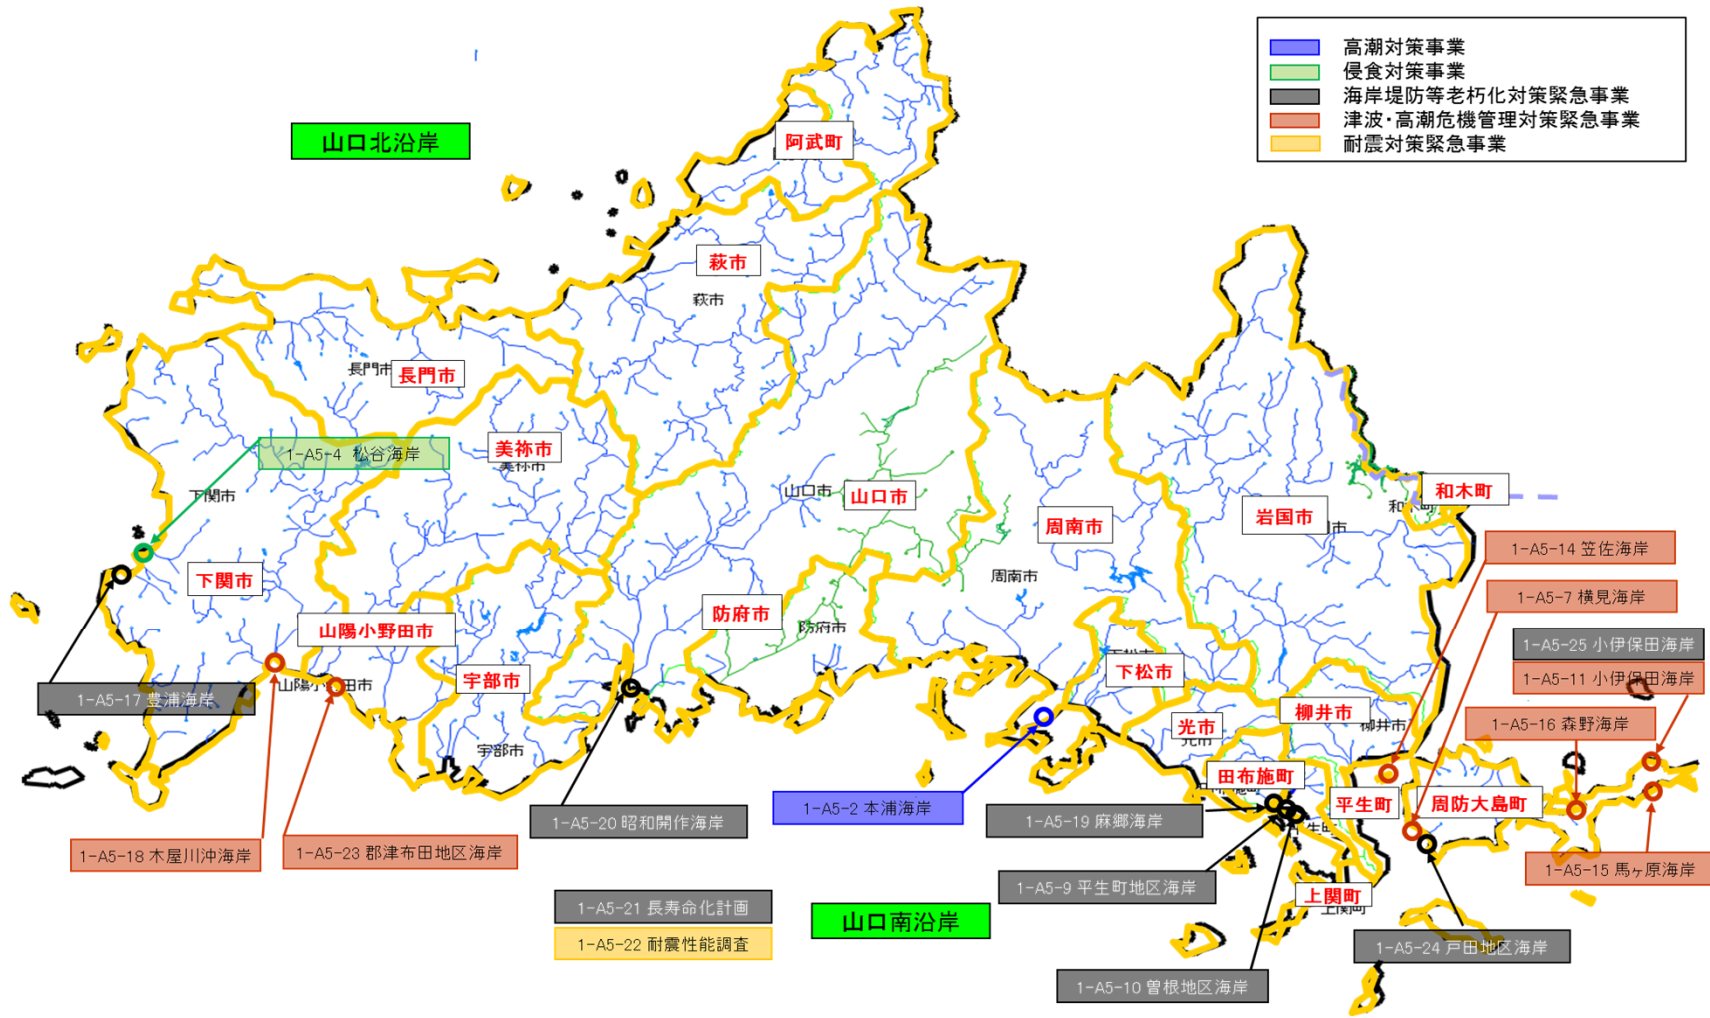 高潮対策事業
侵食対策事業
海岸堤防等老朽化対策緊急事業
津波・高潮危機管理対策緊急事業
耐震対策緊急事業
山口北沿岸
阿武町
萩市
萩市
長門市
長門市
美祢市
美祢市
1-A5-4 松谷海岸
下関市
下関市
山口市
山口市
周南市
周南市
岩国市
和木町
和木町
1-A5-14 笠佐海岸
1-A5-7 横見海岸
1-A5-25 小伊保田海岸
1-A5-11 小伊保田海岸
1-A5-16 森野海岸
防府市
防府市
山陽小野田市
宇部市
宇部市
下松市
光市
光市
柳井市
柳井市
田布施町
平生町
周防大島町
上関町
上関町
1-A5-17 豊浦海岸
1-A5-18 木屋川沖海岸
1-A5-23 郡津布田地区海岸
1-A5-20 昭和開作海岸
1-A5-2 本浦海岸
1-A5-19 麻郷海岸
1-A5-9 平生町地区海岸
1-A5-15 馬ヶ原海岸
1-A5-21 長寿命化計画
1-A5-22 耐震性能調査
山口南沿岸
1-A5-24 戸田地区海岸
1-A5-10 曽根地区海岸